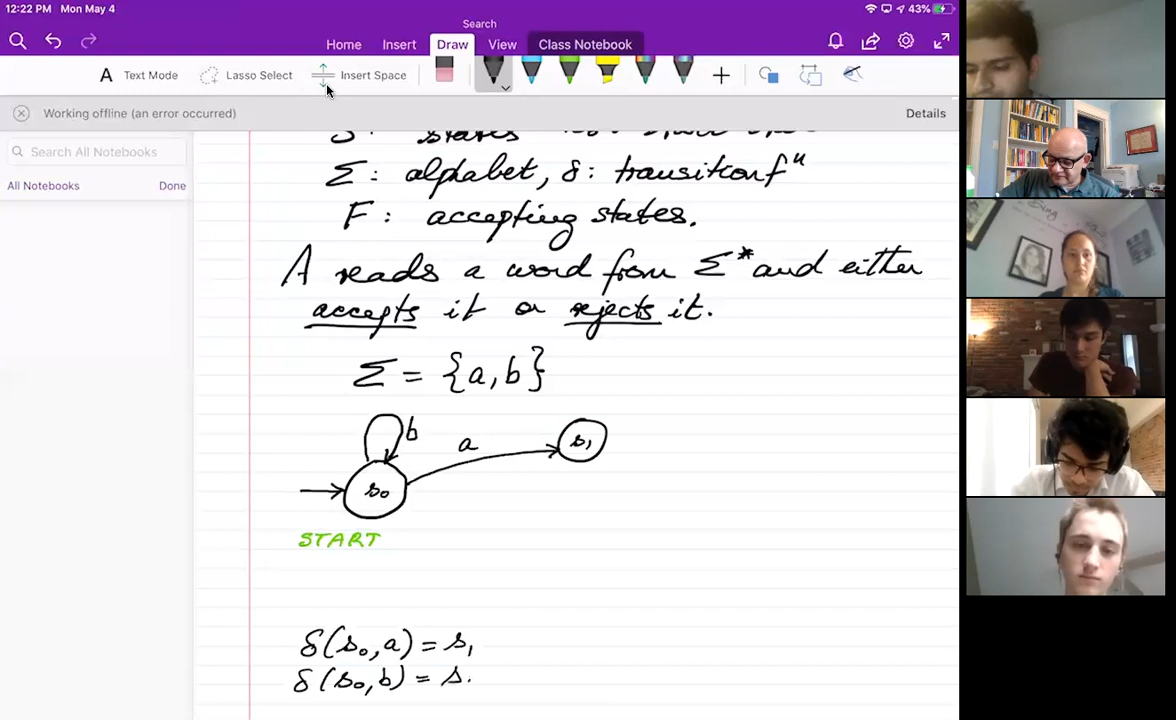 12:22 PM Mon May 4
43%
Search
Home Insert Draw View Class Notebook
A Text Mode Lasso Select Insert Space
Working offline (an error occurred) Details
Search All Notebooks
All Notebooks Done
S: states
Σ: alphabet, δ: transition fⁿ
F: accepting states.
A reads a word from Σ* and either
accepts it or rejects it.
Σ = {a, b}
b
a
s₁
s₀
START
δ(s₀, a) = s₁
δ(s₀, b) = s.